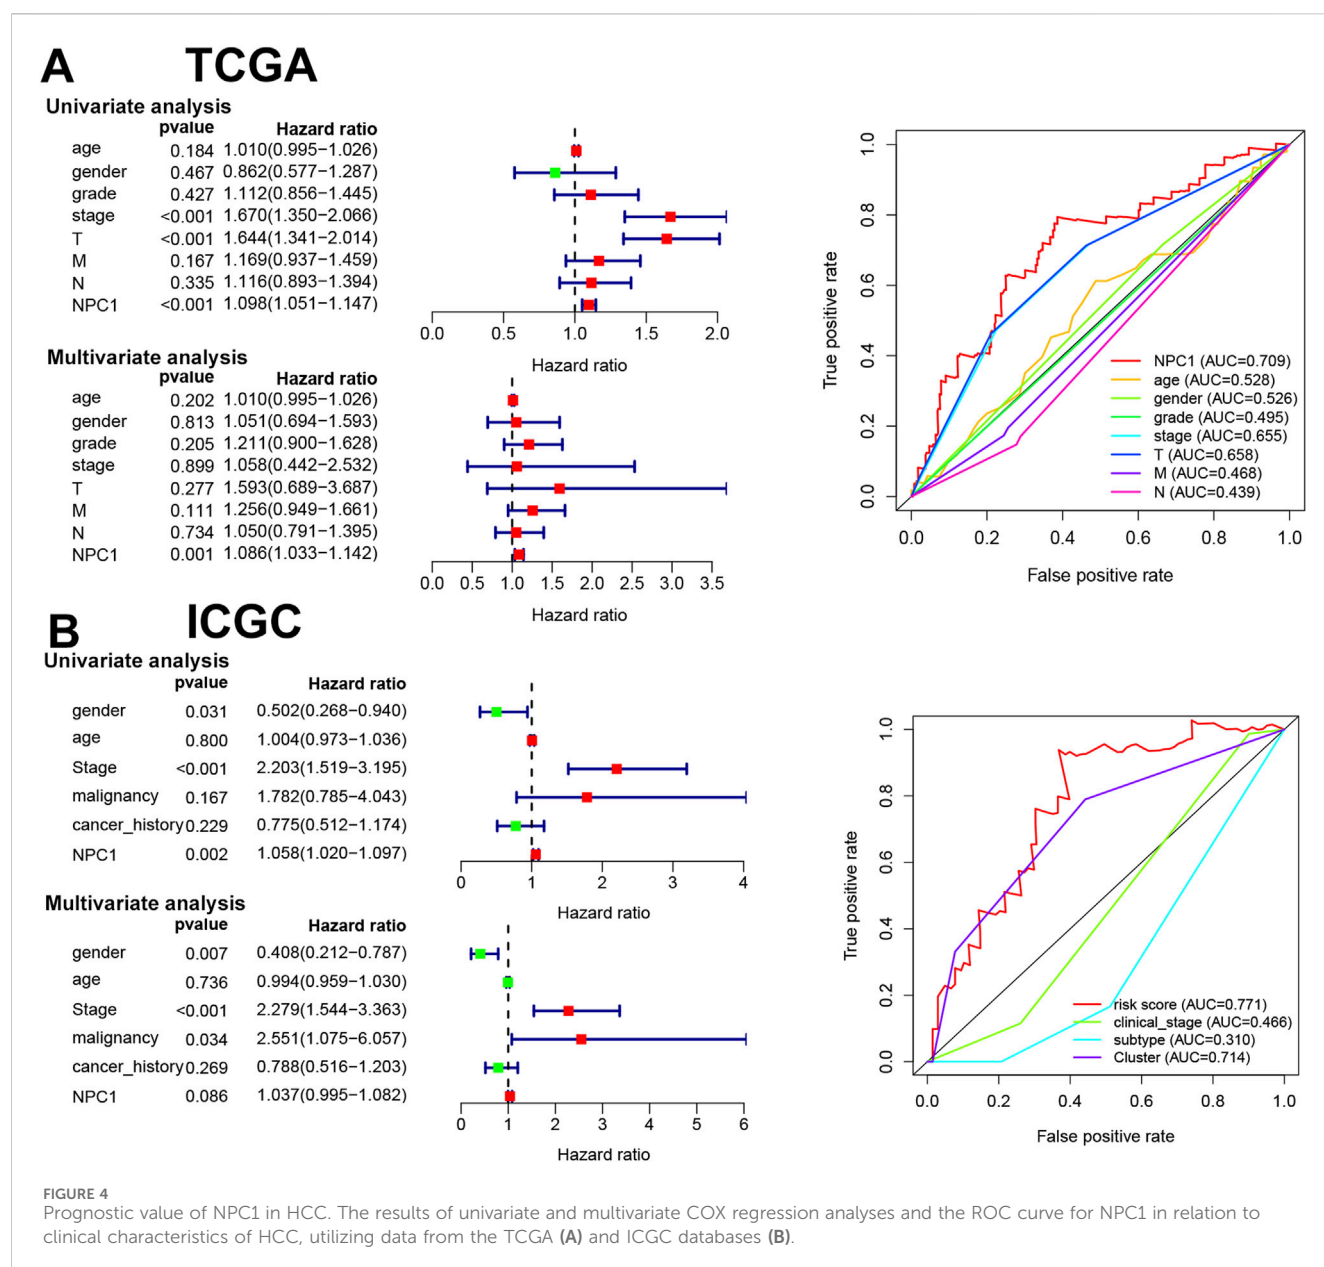 A TCGA
Univariate analysis
pvalue Hazard ratio
age 0.184 1.010(0.995−1.026)
gender 0.467 0.862(0.577−1.287)
grade 0.427 1.112(0.856−1.445)
stage <0.001 1.670(1.350−2.066)
T <0.001 1.644(1.341−2.014)
M 0.167 1.169(0.937−1.459)
N 0.335 1.116(0.893−1.394)
NPC1 <0.001 1.098(1.051−1.147)
0.0 0.5 1.0 1.5 2.0
Hazard ratio
Multivariate analysis
pvalue Hazard ratio
age 0.202 1.010(0.995−1.026)
gender 0.813 1.051(0.694−1.593)
grade 0.205 1.211(0.900−1.628)
stage 0.899 1.058(0.442−2.532)
T 0.277 1.593(0.689−3.687)
M 0.111 1.256(0.949−1.661)
N 0.734 1.050(0.791−1.395)
NPC1 0.001 1.086(1.033−1.142)
0.0 0.5 1.0 1.5 2.0 2.5 3.0 3.5
Hazard ratio
True positive rate
1.0
0.8
0.6
0.4
0.2
0.0
NPC1 (AUC=0.709)
age (AUC=0.528)
gender (AUC=0.526)
grade (AUC=0.495)
stage (AUC=0.655)
T (AUC=0.658)
M (AUC=0.468)
N (AUC=0.439)
0.0 0.2 0.4 0.6 0.8 1.0
False positive rate
B ICGC
Univariate analysis
pvalue Hazard ratio
gender 0.031 0.502(0.268−0.940)
age 0.800 1.004(0.973−1.036)
Stage <0.001 2.203(1.519−3.195)
malignancy 0.167 1.782(0.785−4.043)
cancer_history 0.229 0.775(0.512−1.174)
NPC1 0.002 1.058(1.020−1.097)
0 1 2 3 4
Hazard ratio
Multivariate analysis
pvalue Hazard ratio
gender 0.007 0.408(0.212−0.787)
age 0.736 0.994(0.959−1.030)
Stage <0.001 2.279(1.544−3.363)
malignancy 0.034 2.551(1.075−6.057)
cancer_history 0.269 0.788(0.516−1.203)
NPC1 0.086 1.037(0.995−1.082)
0 1 2 3 4 5 6
Hazard ratio
True positive rate
1.0
0.8
0.6
0.4
0.2
0.0
risk score (AUC=0.771)
clinical_stage (AUC=0.466)
subtype (AUC=0.310)
Cluster (AUC=0.714)
0.0 0.2 0.4 0.6 0.8 1.0
False positive rate
FIGURE 4
Prognostic value of NPC1 in HCC. The results of univariate and multivariate COX regression analyses and the ROC curve for NPC1 in relation to
clinical characteristics of HCC, utilizing data from the TCGA (A) and ICGC databases (B).